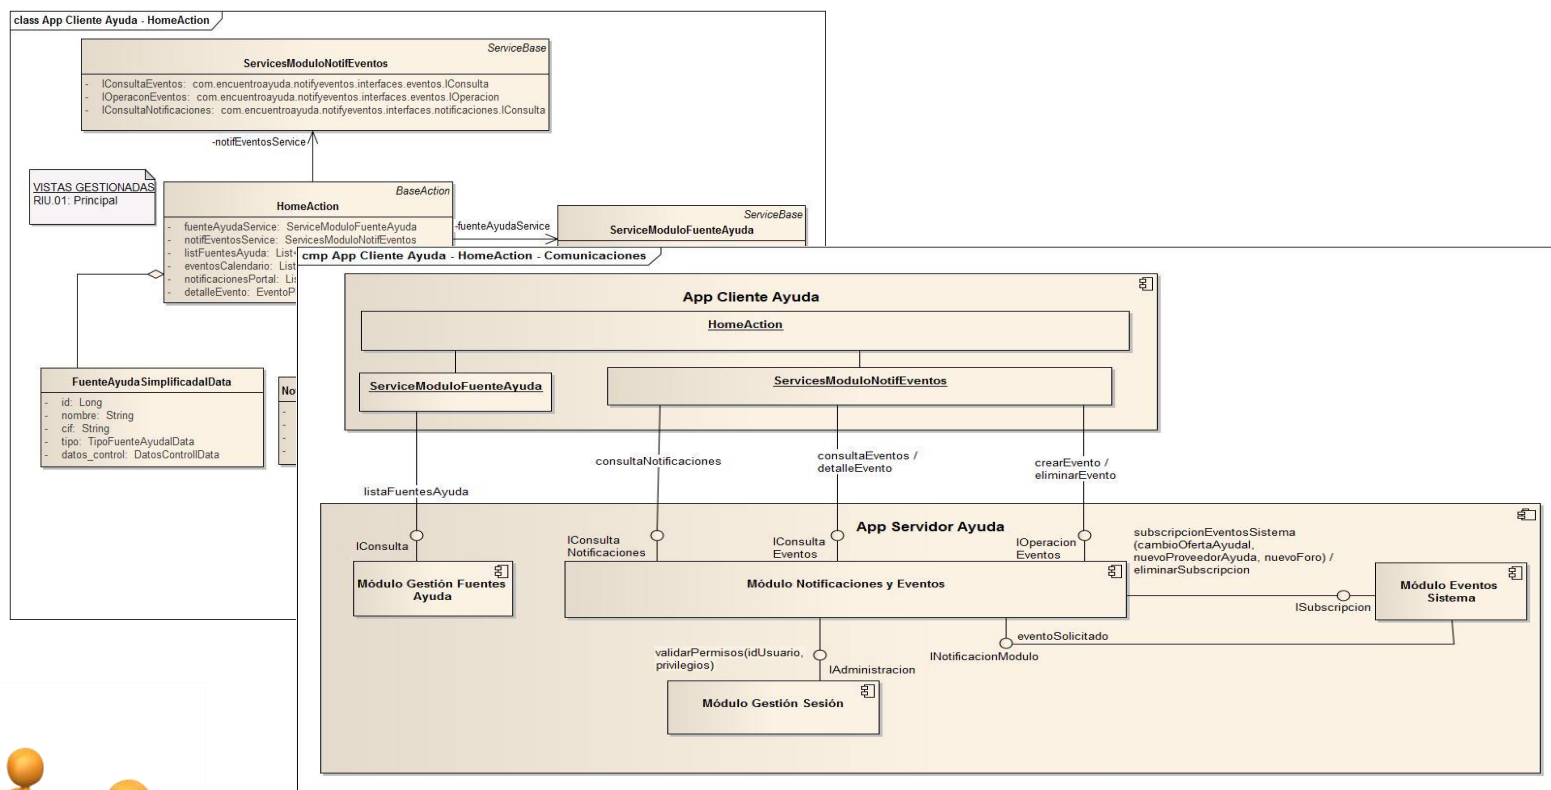 class App Cliente Ayuda - HomeAction
ServiceBase
ServicesModuloNotifEventos
- IConsultaEventos: com.encuentroayuda.notifyeventos.interfaces.eventos.IConsulta
- IOperaconEventos: com.encuentroayuda.notifyeventos.interfaces.eventos.IOperacion
- IConsultaNotificaciones: com.encuentroayuda.notifyeventos.interfaces.notificaciones.IConsulta
-notifEventosService
VISTAS GESTIONADAS
RIU.01: Principal
BaseAction
HomeAction
- fuenteAyudaService: ServiceModuloFuenteAyuda
- notifEventosService: ServicesModuloNotifEventos
- listFuentesAyuda: List<
- eventosCalendario: List
- notificacionesPortal: Lis
- detalleEvento: EventoP
-fuenteAyudaService
ServiceBase
ServiceModuloFuenteAyuda
FuenteAyudaSimplificadaIData
- id: Long
- nombre: String
- cif: String
- tipo: TipoFuenteAyudaIData
- datos_control: DatosControlIData
No
-
-
-
-
cmp App Cliente Ayuda - HomeAction - Comunicaciones
App Cliente Ayuda
HomeAction
ServiceModuloFuenteAyuda
ServicesModuloNotifEventos
listaFuentesAyuda
consultaNotificaciones
consultaEventos /
detalleEvento
crearEvento /
eliminarEvento
App Servidor Ayuda
IConsulta
IConsulta
Notificaciones
IConsulta
Eventos
IOperacion
Eventos
subscripcionEventosSistema
(cambioOfertaAyudal,
nuevoProveedorAyuda, nuevoForo) /
eliminarSubscripcion
Módulo Gestión Fuentes
Ayuda
Módulo Notificaciones y Eventos
Módulo Eventos
Sistema
ISubscripcion
eventoSolicitado
INotificacionModulo
validarPermisos(idUsuario,
privilegios)
IAdministracion
Módulo Gestión Sesión